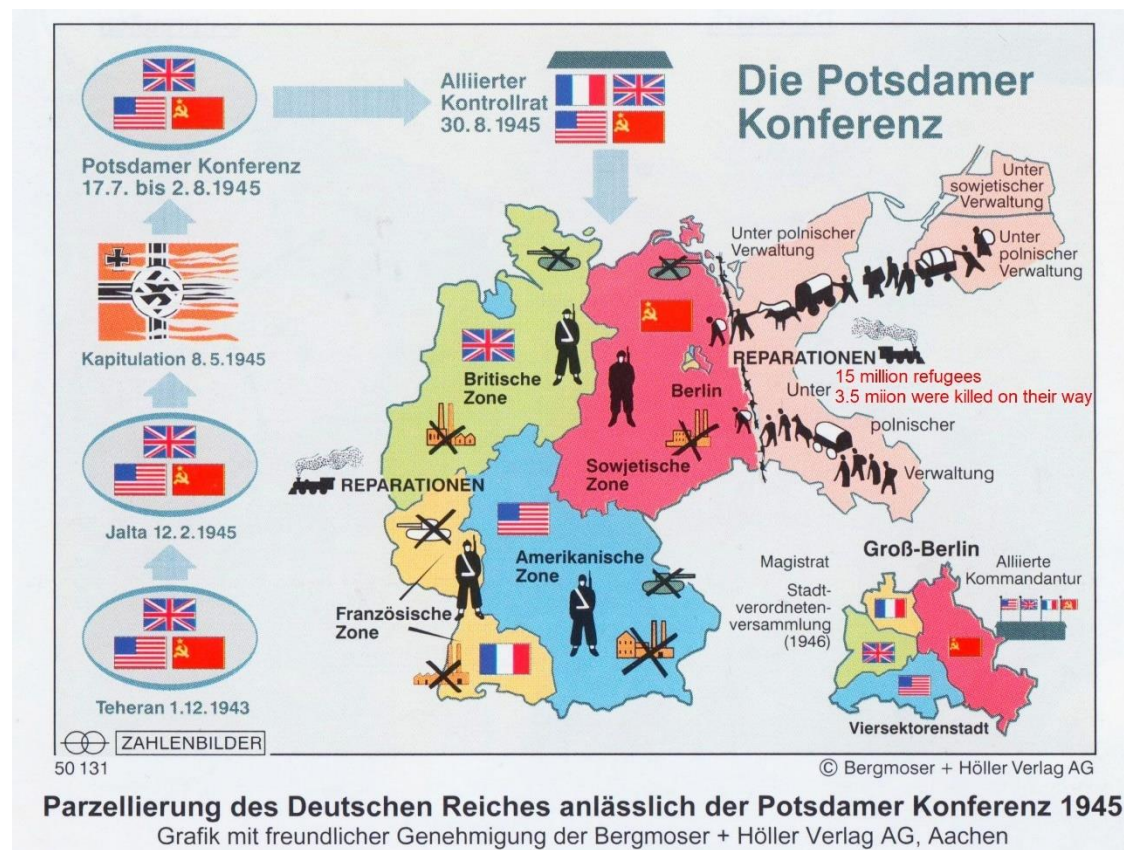 Die Potsdamer
Konferenz
Alliierter
Kontrollrat
30. 8. 1945
Potsdamer Konferenz
17.7. bis 2. 8.1945
Kapitulation 8. 5.1945
Jalta 12. 2.1945
Teheran 1.12.1943
Unter
sowjetischer
Verwaltung
Unter polnischer
Verwaltung
Unter
polnischer
Verwaltung
Britische
Zone
Berlin
REPARATIONEN
15 million refugees
3.5 miion were killed on their way
Unter
polnischer
Verwaltung
Sowjetische
Zone
REPARATIONEN
Amerikanische
Zone
Französische
Zone
Groß-Berlin
Magistrat
Stadt-
verordneten-
versammlung
(1946)
Alliierte
Kommandantur
Viersektorenstadt
ZAHLENBILDER
50 131
© Bergmoser + Höller Verlag AG
Parzellierung des Deutschen Reiches anlässlich der Potsdamer Konferenz 1945
Grafik mit freundlicher Genehmigung der Bergmoser + Höller Verlag AG, Aachen